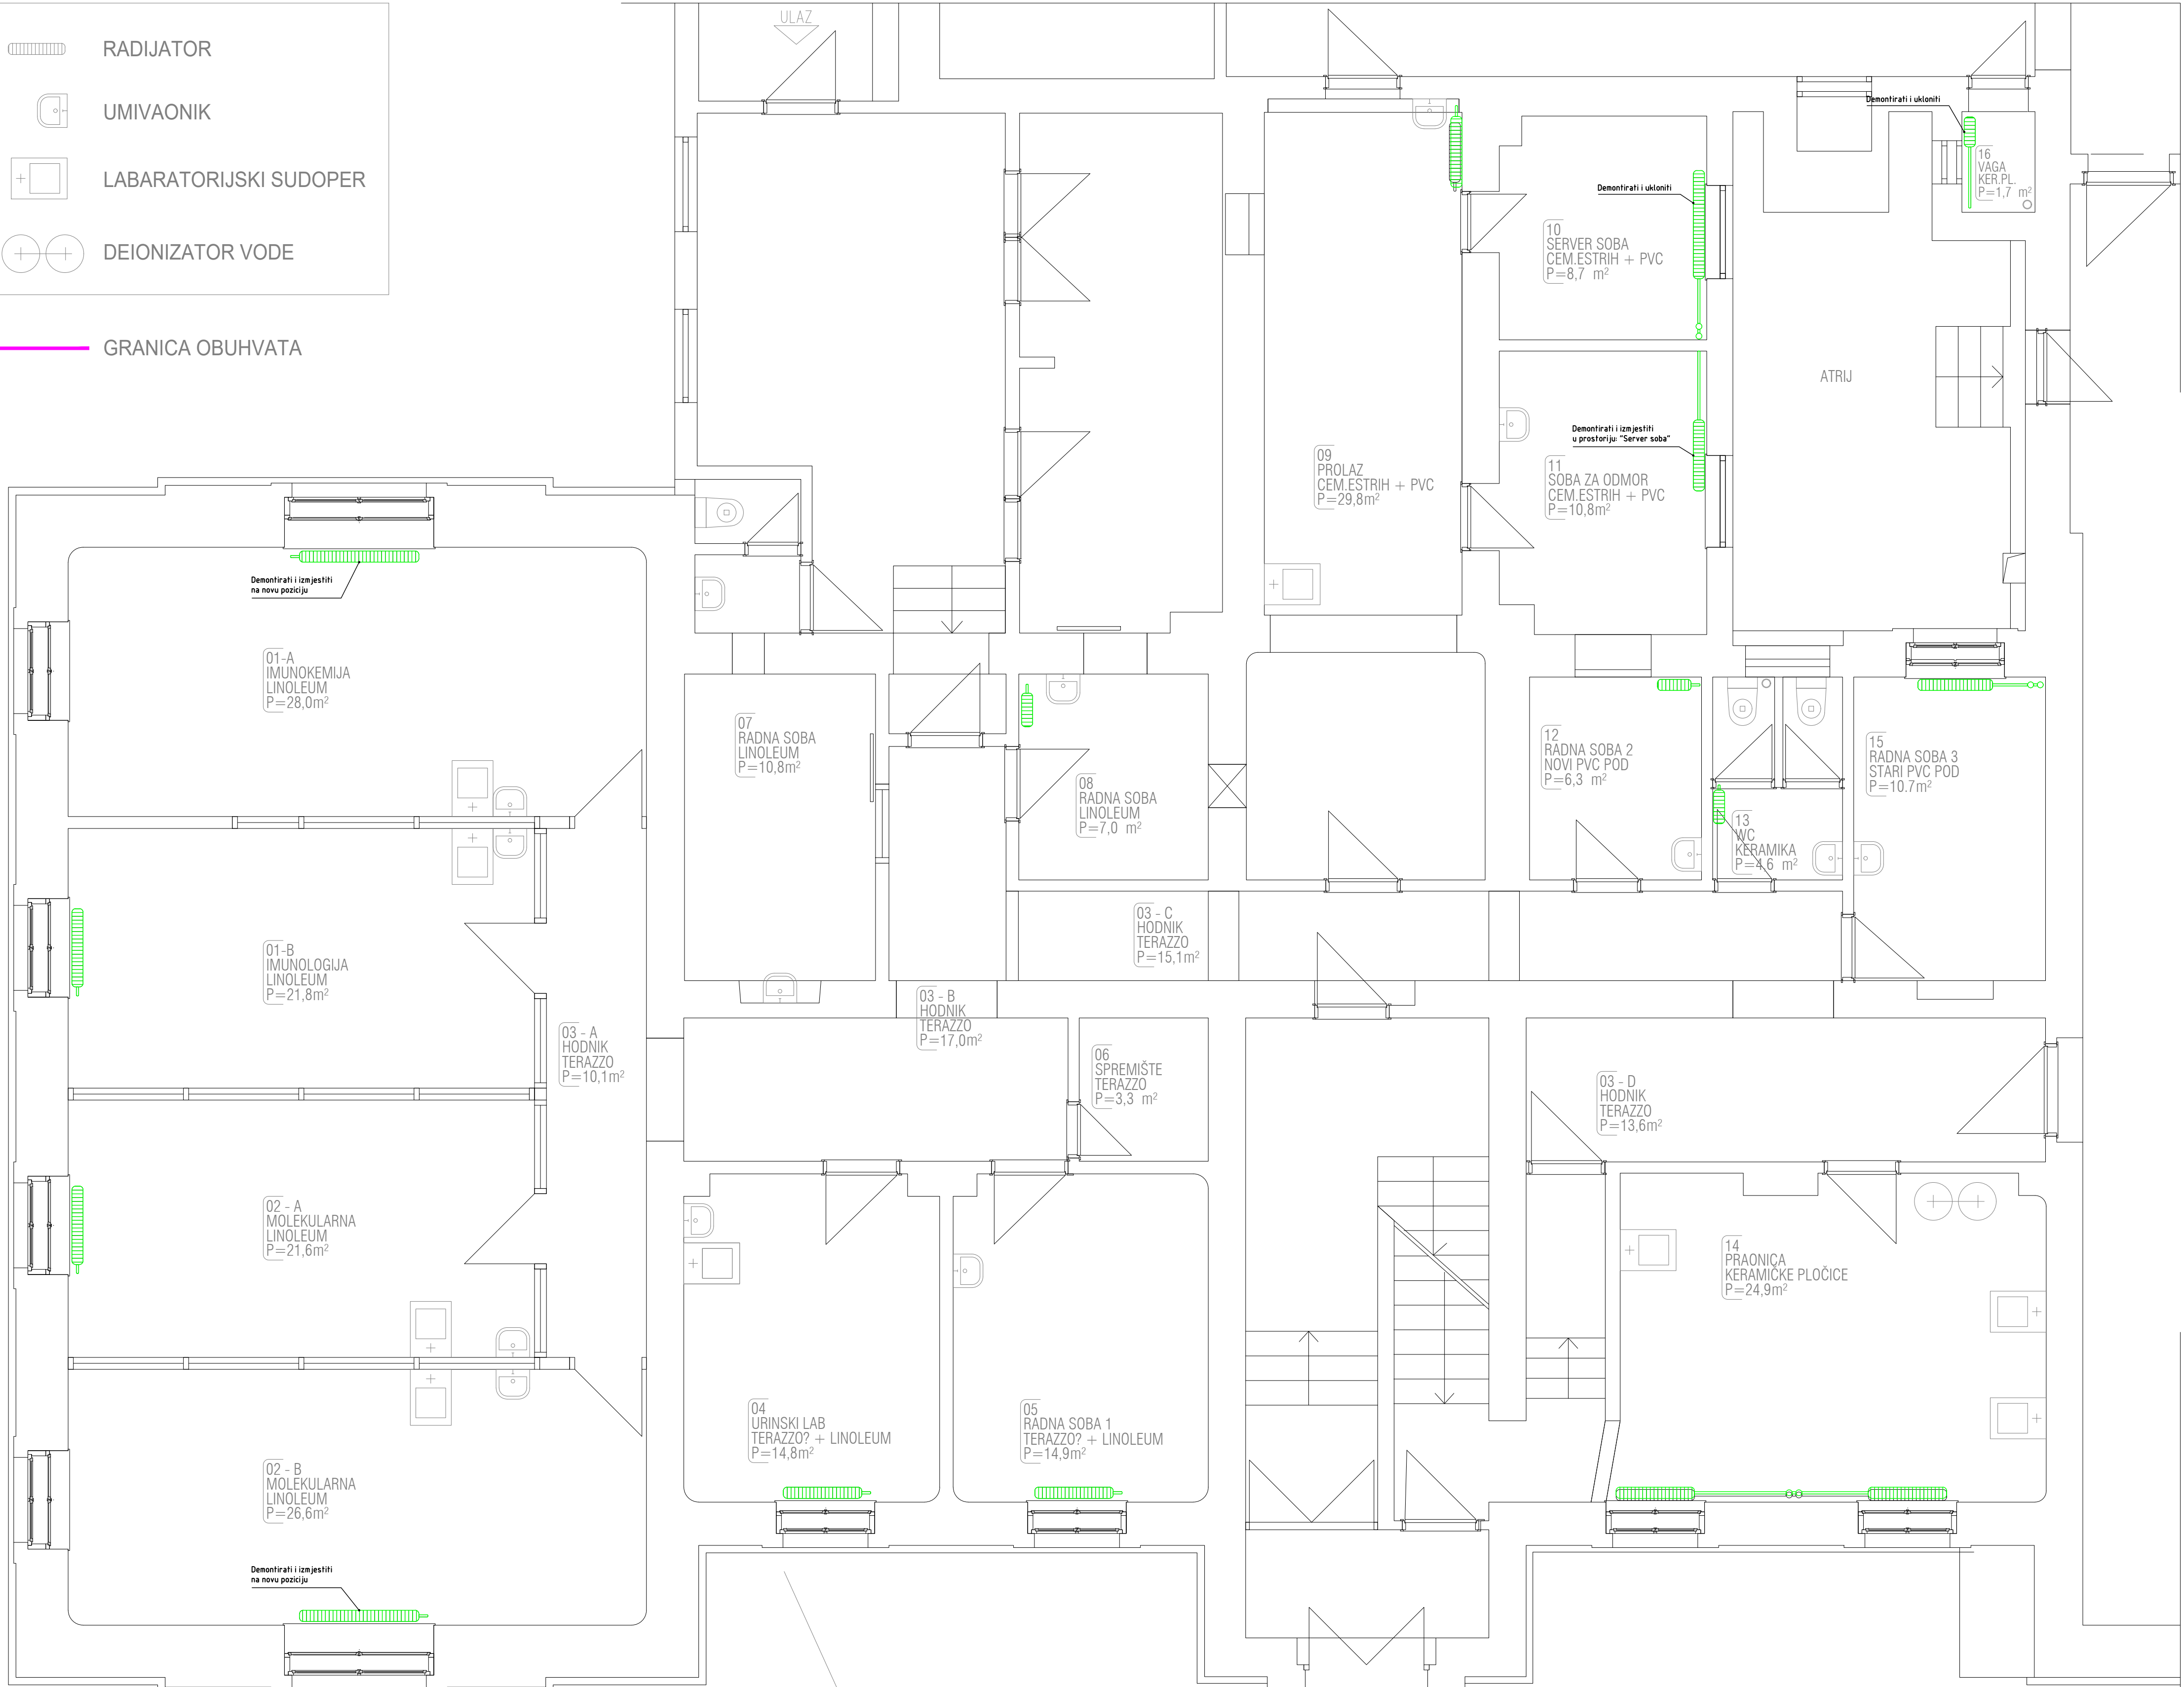 RADIJATOR
UMIVAONIK
LABARATORIJSKI SUDOPER
DEIONIZATOR VODE
GRANICA OBUHVATA
ULAZ
Demontirati i ukloniti
16
VAGA
KER.PL.
P=1,7 m²
Demontirati i ukloniti
10
SERVER SOBA
CEM.ESTRIH + PVC
P=8,7 m²
ATRIJ
Demontirati i izmjestiti
u prostoriju: "Server soba"
09
PROLAZ
CEM.ESTRIH + PVC
P=29,8m²
11
SOBA ZA ODMOR
CEM.ESTRIH + PVC
P=10,8m²
Demontirati i izmjestiti
na novu poziciju
01-A
IMUNOKEMIJA
LINOLEUM
P=28,0m²
07
RADNA SOBA
LINOLEUM
P=10,8m²
08
RADNA SOBA
LINOLEUM
P=7,0 m²
12
RADNA SOBA 2
NOVI PVC POD
P=6,3 m²
13
WC
KERAMIKA
P=4,6 m²
15
RADNA SOBA 3
STARI PVC POD
P=10.7m²
01-B
IMUNOLOGIJA
LINOLEUM
P=21,8m²
03 - C
HODNIK
TERAZZO
P=15,1m²
03 - A
HODNIK
TERAZZO
P=10,1m²
03 - B
HODNIK
TERAZZO
P=17,0m²
06
SPREMIŠTE
TERAZZO
P=3,3 m²
03 - D
HODNIK
TERAZZO
P=13,6m²
02 - A
MOLEKULARNA
LINOLEUM
P=21,6m²
14
PRAONICA
KERAMIČKE PLOČICE
P=24,9m²
04
URINSKI LAB
TERAZZO? + LINOLEUM
P=14,8m²
05
RADNA SOBA 1
TERAZZO? + LINOLEUM
P=14,9m²
02 - B
MOLEKULARNA
LINOLEUM
P=26,6m²
Demontirati i izmjestiti
na novu poziciju